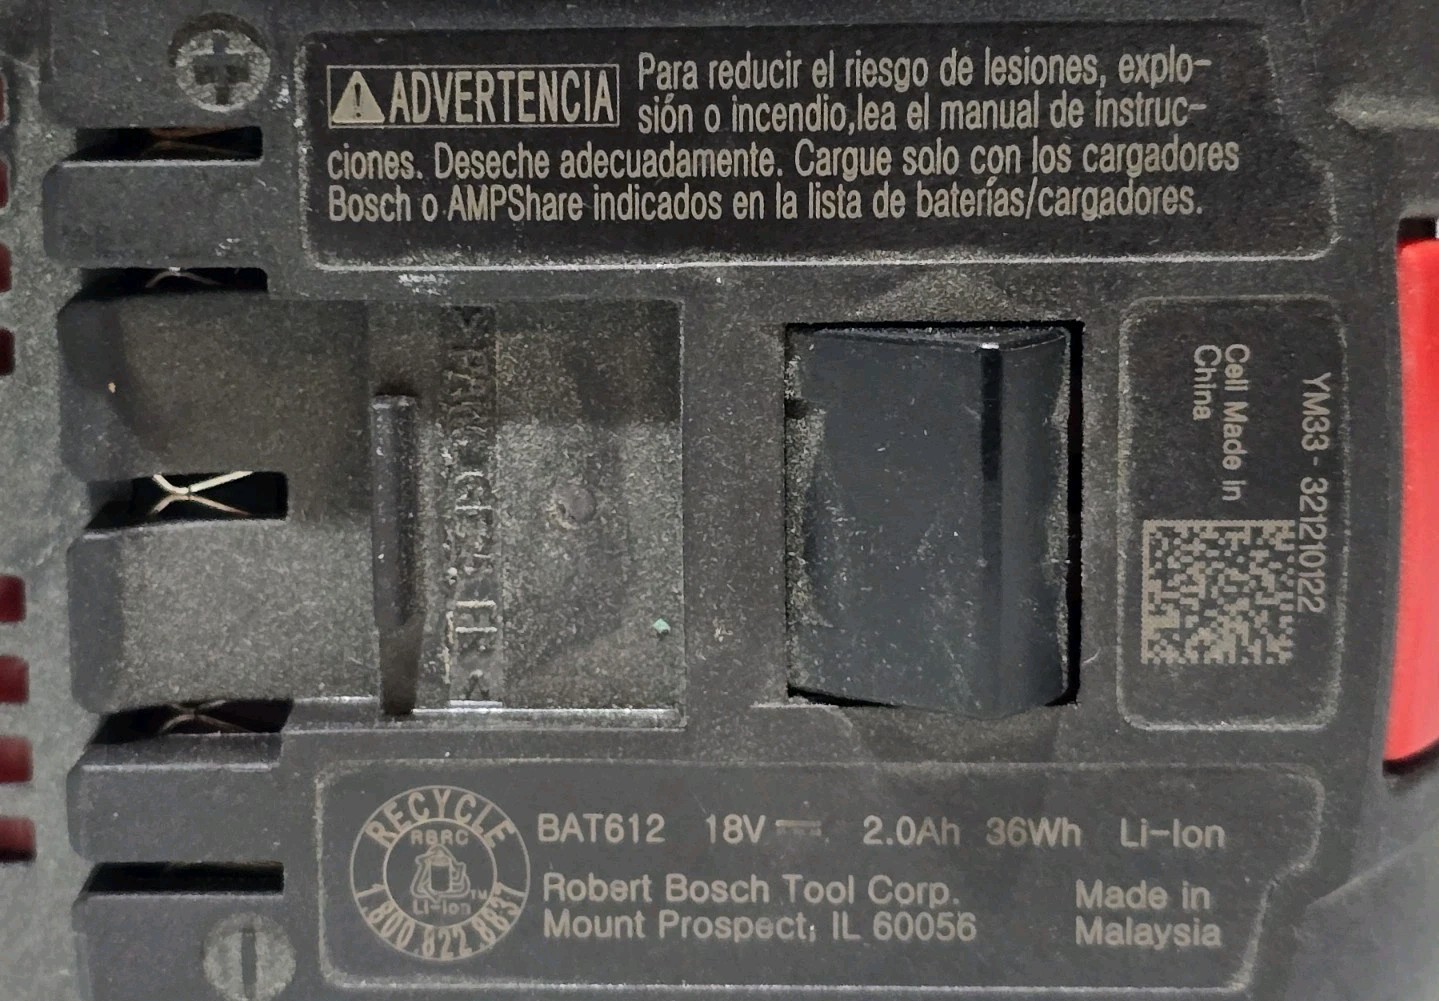 ADVERTENCIA Para reducir el riesgo de lesiones, explo-
sión o incendio,lea el manual de instruc-
ciones. Deseche adecuadamente. Cargue solo con los cargadores
Bosch o AMPShare indicados en la lista de baterías/cargadores.
YM33 - 321210122
Cell Made In
China
RECYCLE
RBRC
Li-Ion
TM
1.800.822.8837
BAT612 18V 2.0Ah 36Wh Li-Ion
Robert Bosch Tool Corp.
Mount Prospect, IL 60056
Made in
Malaysia